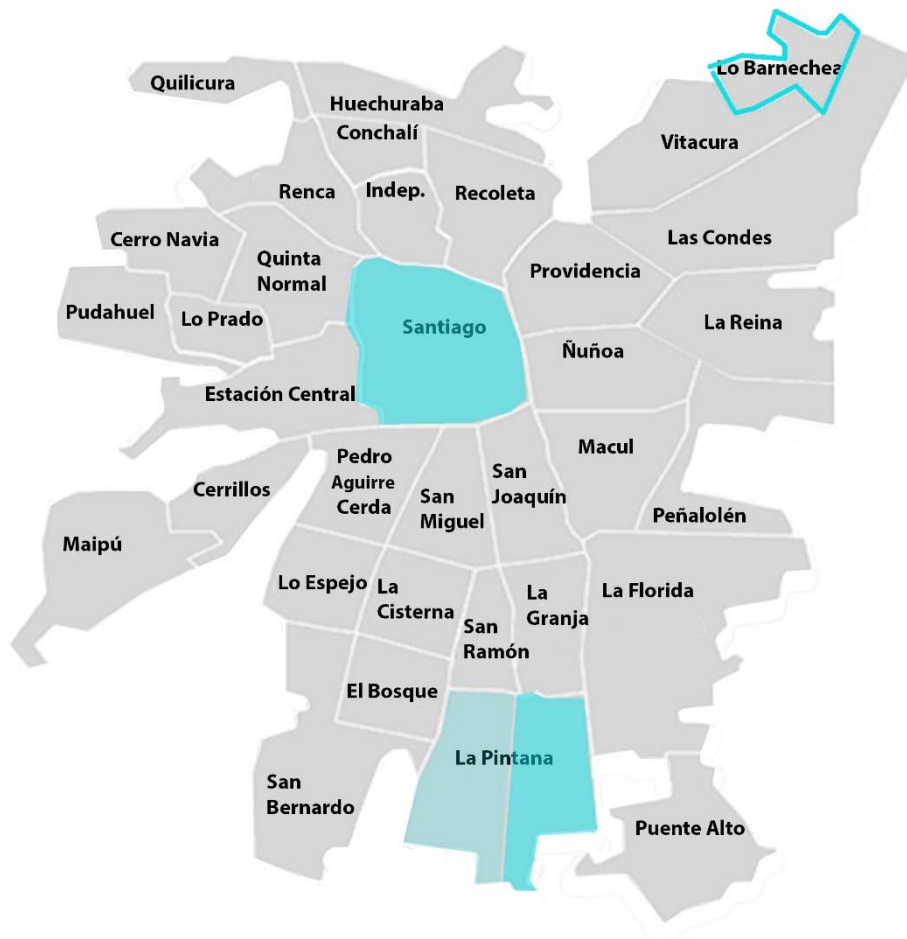 Quilicura
Lo Barnechea
Huechuraba
Conchalí
Vitacura
Renca
Indep.
Recoleta
Cerro Navia
Las Condes
Quinta
Normal
Providencia
Pudahuel
Lo Prado
Santiago
La Reina
Ñuñoa
Estación Central
Pedro
Aguirre
Cerda
San
Joaquín
Macul
Cerrillos
San
Miguel
Peñalolén
Maipú
Lo Espejo
La
Cisterna
La
Granja
La Florida
San
Ramón
El Bosque
La Pintana
San
Bernardo
Puente Alto